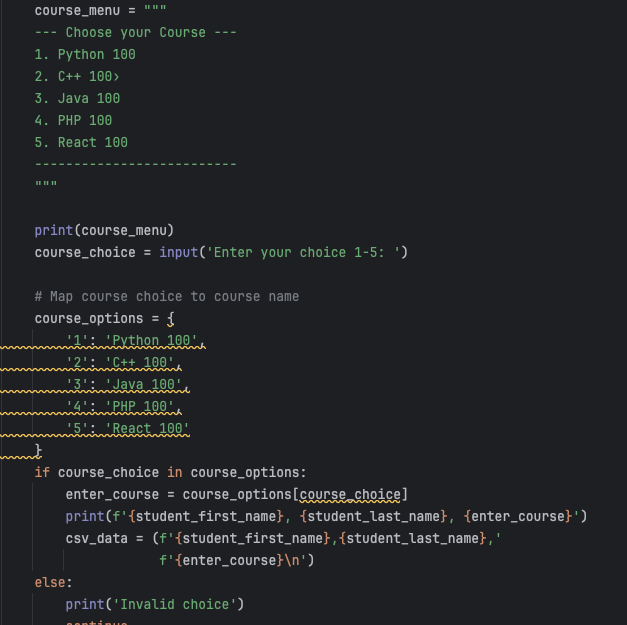 course_menu = """
--- Choose your Course ---
1. Python 100
2. C++ 100›
3. Java 100
4. PHP 100
5. React 100
--------------------------
"""
print(course_menu)
course_choice = input('Enter your choice 1-5: ')
# Map course choice to course name
course_options = {
'1': 'Python 100',
'2': 'C++ 100',
'3': 'Java 100',
'4': 'PHP 100',
'5': 'React 100'
}
if course_choice in course_options:
enter_course = course_options[course_choice]
print(f'{student_first_name}, {student_last_name}, {enter_course}')
csv_data = (f'{student_first_name},{student_last_name},'
f'{enter_course}\n')
else:
print('Invalid choice')
continue